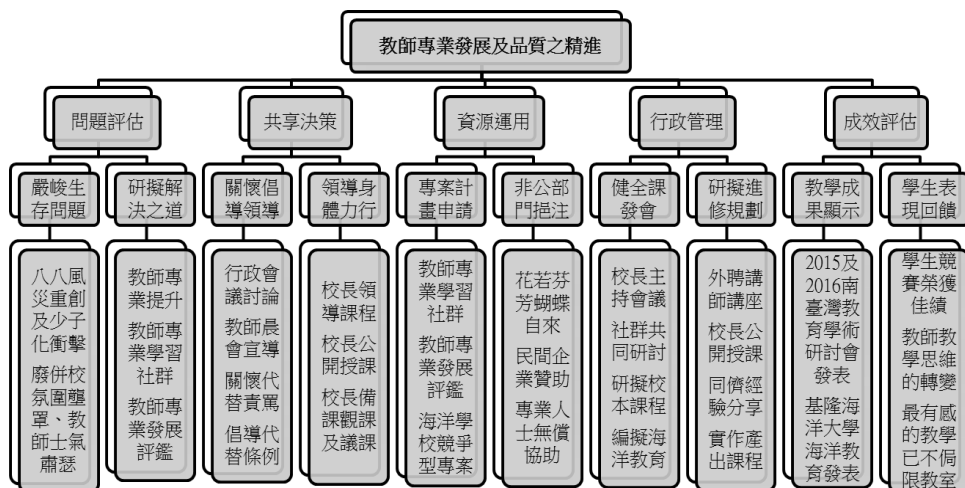 教師專業發展及品質之精進
問題評估
共享決策
資源運用
行政管理
成效評估
嚴峻生
存問題
研擬解
決之道
關懷倡
導領導
領導身
體力行
專案計
畫申請
非公部
門挹注
健全課
發會
研擬進
修規劃
教學成
果顯示
學生表
現回饋
八八風
災重創
及少子
化衝擊
廢併校
氛圍壟
罩、教
師士氣
肅瑟
教師專
業提升
教師專
業學習
社群
教師專
業發展
評鑑
行政會
議討論
教師晨
會宣導
關懷代
替責罵
倡導代
替條例
校長領
導課程
校長公
開授課
校長備
課觀課
及議課
教師專
業學習
社群
教師專
業發展
評鑑
海洋學
校競爭
型專案
花若芬
芳蝴蝶
自來
民間企
業贊助
專業人
士無償
協助
校長主
持會議
社群共
同研討
研擬校
本課程
編擬海
洋教育
外聘講
師講座
校長公
開授課
同儕經
驗分享
實作產
出課程
2015及
2016南
臺灣教
育學術
研討會
發表
基隆海
洋大學
海洋教
育發表
學生競
賽榮獲
佳績
教師教
學思維
的轉變
最有感
的教學
已不侷
限教室